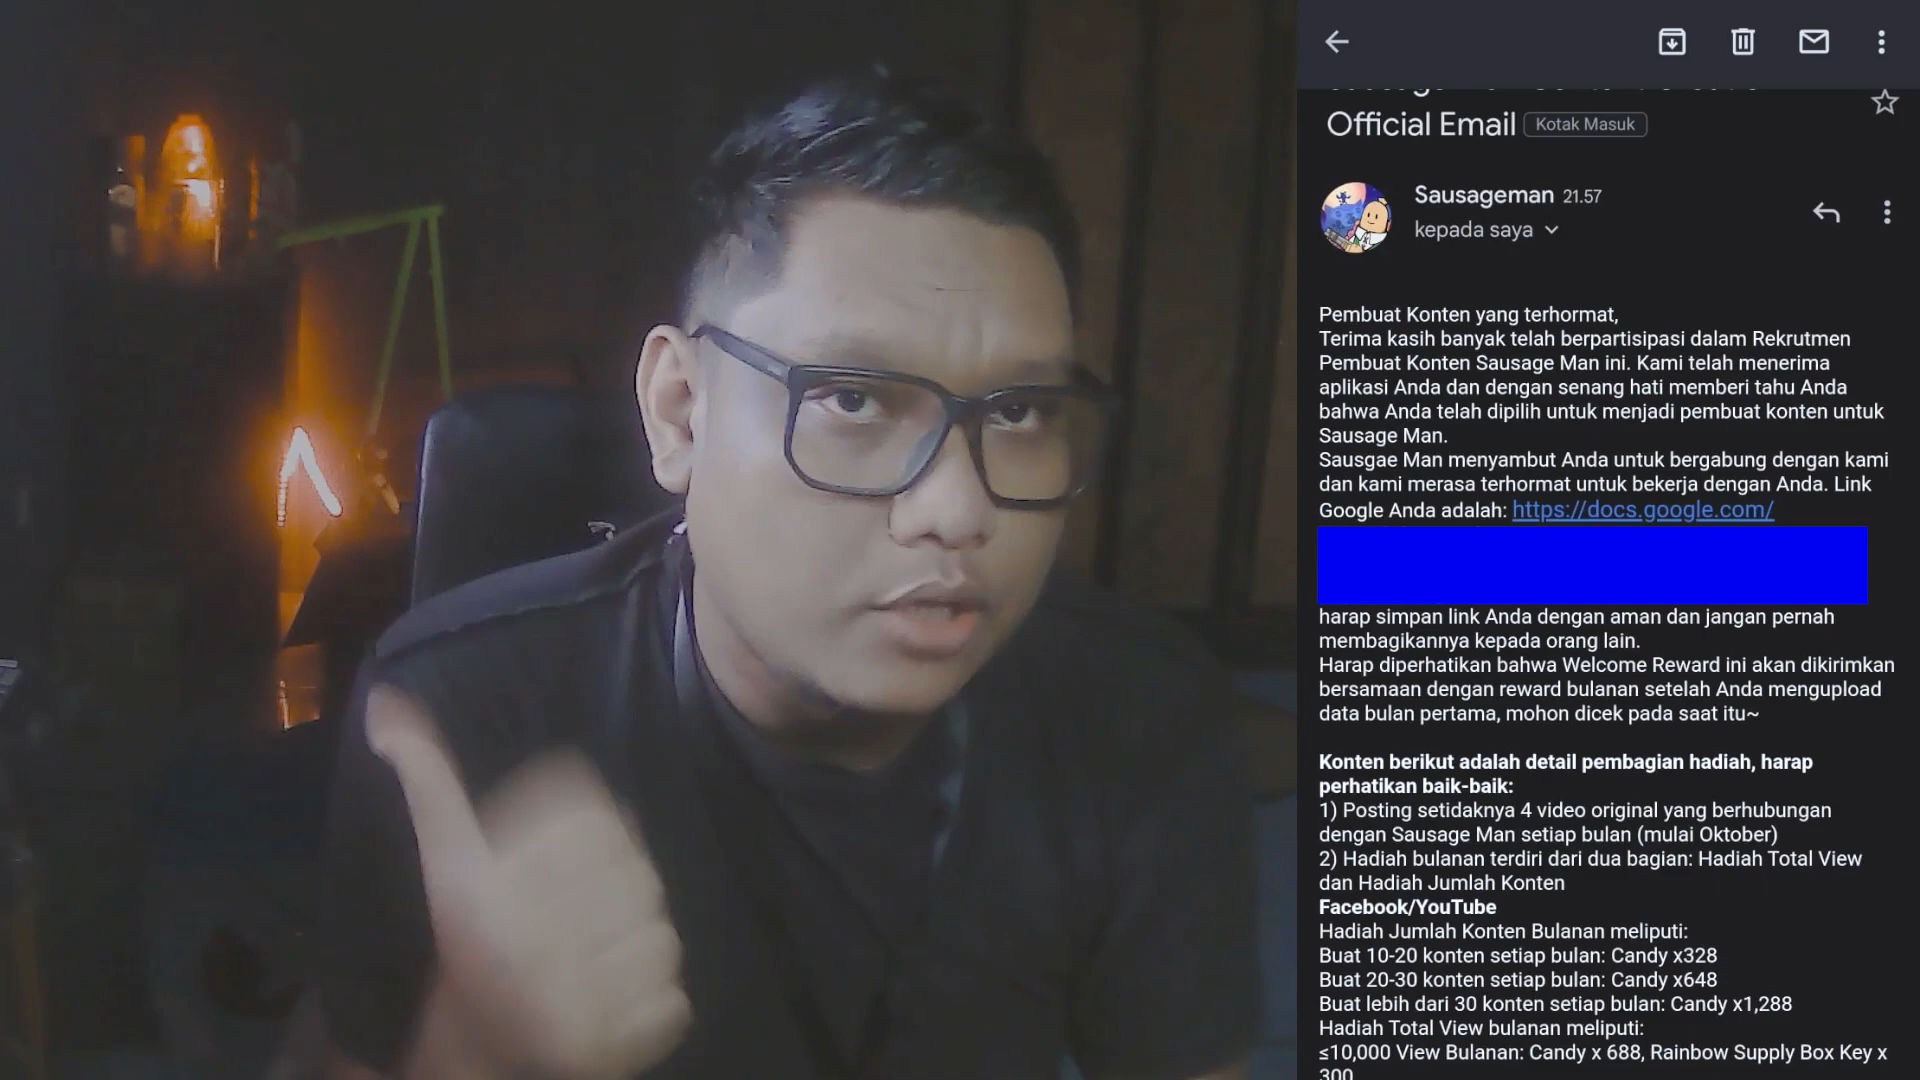 Official Email Kotak Masuk
Sausageman 21.57
kepada saya
Pembuat Konten yang terhormat,
Terima kasih banyak telah berpartisipasi dalam Rekrutmen
Pembuat Konten Sausage Man ini. Kami telah menerima
aplikasi Anda dan dengan senang hati memberi tahu Anda
bahwa Anda telah dipilih untuk menjadi pembuat konten untuk
Sausage Man.
Sausgae Man menyambut Anda untuk bergabung dengan kami
dan kami merasa terhormat untuk bekerja dengan Anda. Link
Google Anda adalah: https://docs.google.com/
harap simpan link Anda dengan aman dan jangan pernah
membagikannya kepada orang lain.
Harap diperhatikan bahwa Welcome Reward ini akan dikirimkan
bersamaan dengan reward bulanan setelah Anda mengupload
data bulan pertama, mohon dicek pada saat itu~
Konten berikut adalah detail pembagian hadiah, harap
perhatikan baik-baik:
1) Posting setidaknya 4 video original yang berhubungan
dengan Sausage Man setiap bulan (mulai Oktober)
2) Hadiah bulanan terdiri dari dua bagian: Hadiah Total View
dan Hadiah Jumlah Konten
Facebook/YouTube
Hadiah Jumlah Konten Bulanan meliputi:
Buat 10-20 konten setiap bulan: Candy x328
Buat 20-30 konten setiap bulan: Candy x648
Buat lebih dari 30 konten setiap bulan: Candy x1,288
Hadiah Total View bulanan meliputi:
≤10,000 View Bulanan: Candy x 688, Rainbow Supply Box Key x
300